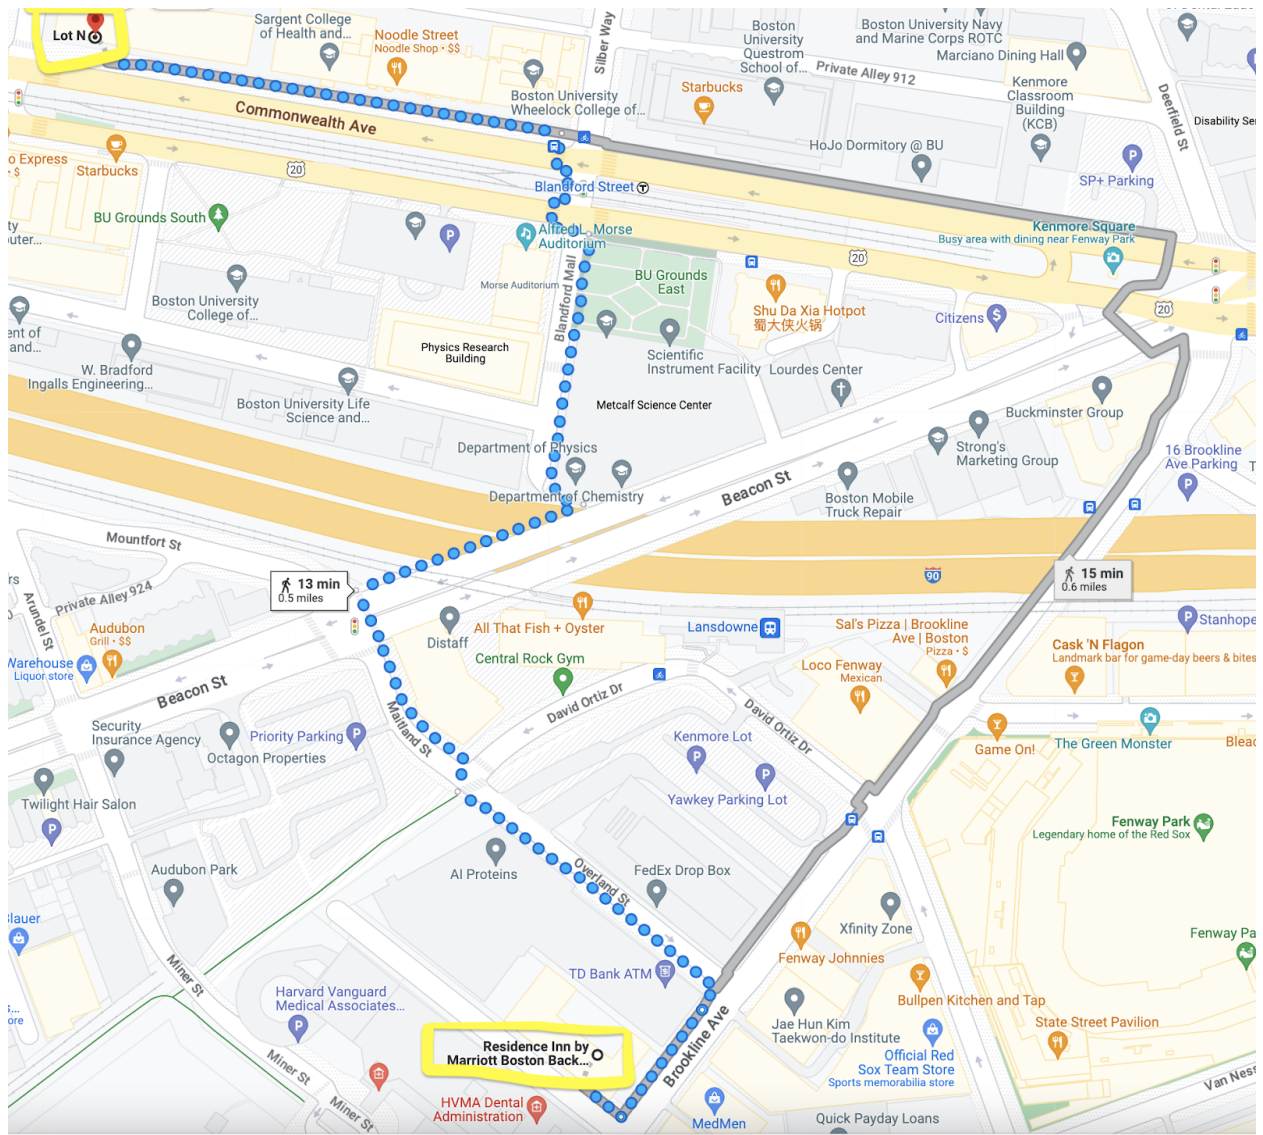 Lot N
Sargent College
of Health and...
Noodle Street
Noodle Shop • $$
Silber Way
Boston
University
Questrom
School of...
Boston University Navy
and Marine Corps ROTC
Marciano Dining Hall
Private Alley 912
Kenmore
Classroom
Building
(KCB)
Deerfield St
Disability Ser
Boston University
Wheelock College of...
Starbucks
Commonwealth Ave
HoJo Dormitory @ BU
SP+ Parking
o Express
• $
Starbucks
20
Blandford Street
BU Grounds South
Alfred L. Morse
Auditorium
Kenmore Square
Busy area with dining near Fenway Park
20
Morse Auditorium
Blandford Mall
BU Grounds
East
Shu Da Xia Hotpot
蜀大侠火锅
Citizens
20
Boston University
College of...
ent of
and...
W. Bradford
Ingalls Engineering...
Physics Research
Building
Scientific
Instrument Facility
Lourdes Center
Boston University Life
Science and...
Metcalf Science Center
Buckminster Group
Department of Physics
Strong's
Marketing Group
16 Brookline
Ave Parking
Department of Chemistry
Beacon St
Boston Mobile
Truck Repair
Mountfort St
Private Alley 924
Arundel St
13 min
0.5 miles
90
15 min
0.6 miles
Audubon
Grill • $$
Distaff
All That Fish + Oyster
Lansdowne
Sal's Pizza | Brookline
Ave | Boston
Pizza • $
Stanhope
Cask 'N Flagon
Landmark bar for game-day beers & bites
Warehouse
Liquor store
Central Rock Gym
Loco Fenway
Mexican
Beacon St
Maitland St
David Ortiz Dr
David Ortiz Dr
Security
Insurance Agency
Octagon Properties
Priority Parking
Kenmore Lot
Game On!
The Green Monster
Bleac
Twilight Hair Salon
Yawkey Parking Lot
Fenway Park
Legendary home of the Red Sox
Audubon Park
AI Proteins
Overland St
FedEx Drop Box
Blauer
Xfinity Zone
Fenway Pa
Miner St
TD Bank ATM
Fenway Johnnies
Harvard Vanguard
Medical Associates...
Bullpen Kitchen and Tap
Jae Hun Kim
Taekwon-do Institute
State Street Pavilion
Residence Inn by
Marriott Boston Back...
Brookline Ave
Official Red
Sox Team Store
Sports memorabilia store
Miner St
Miner St
HVMA Dental
Administration
MedMen
Quick Payday Loans
Van Ness